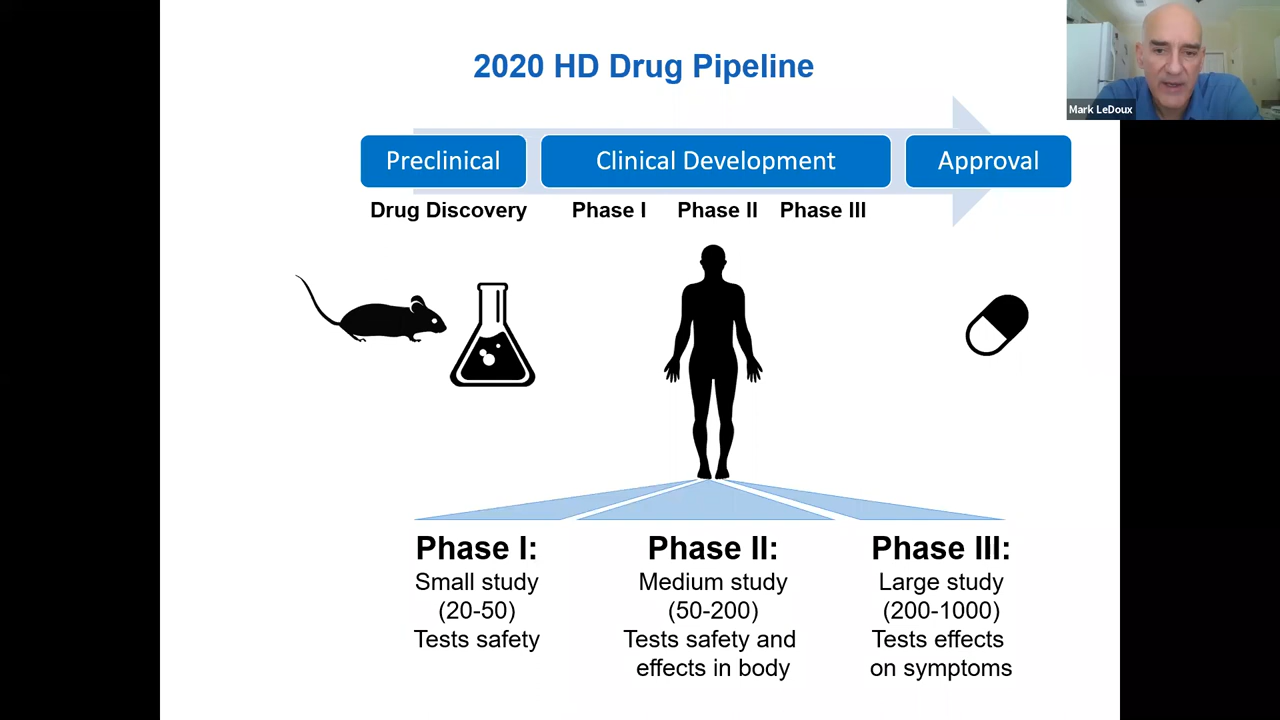 2020 HD Drug Pipeline
Mark LeDoux
Preclinical
Clinical Development
Approval
Drug Discovery
Phase I
Phase II
Phase III
Phase I:
Small study
(20-50)
Tests safety
Phase II:
Medium study
(50-200)
Tests safety and
effects in body
Phase III:
Large study
(200-1000)
Tests effects
on symptoms